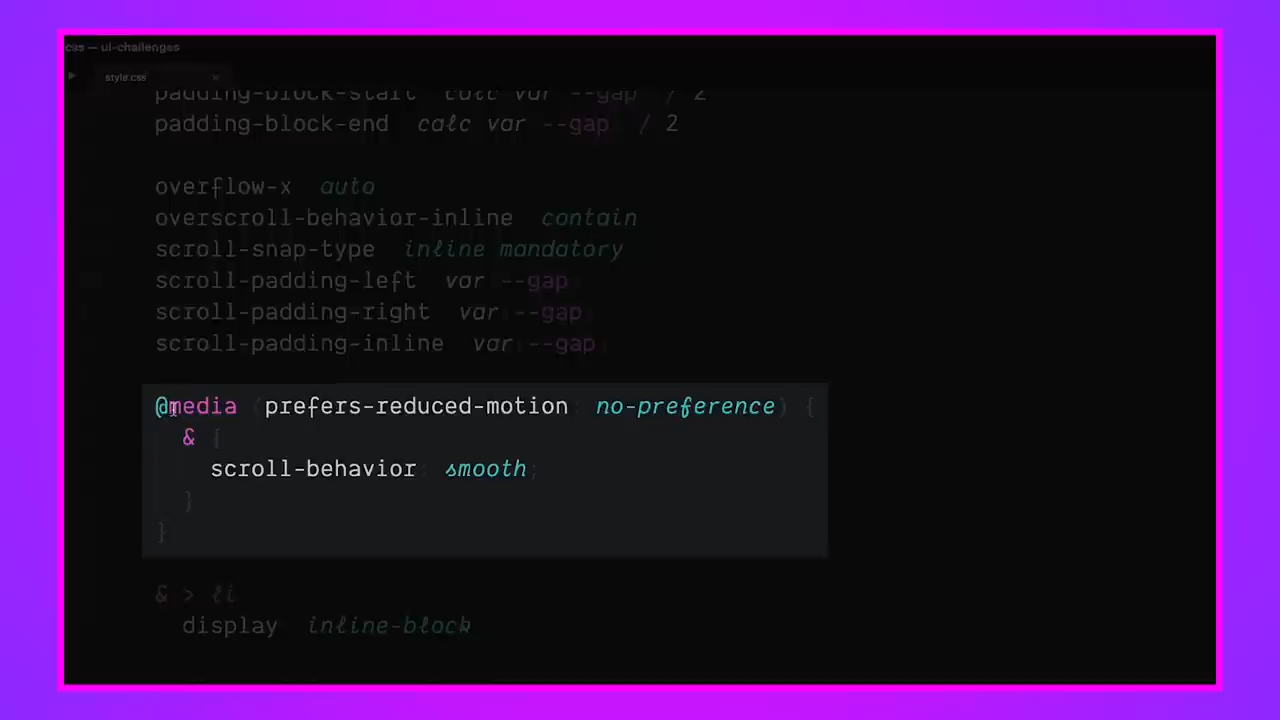 css — ui-challenges
style.css ×
padding-block-start calc var --gap / 2
padding-block-end calc var --gap / 2
overflow-x auto
overscroll-behavior-inline contain
scroll-snap-type inline mandatory
scroll-padding-left var --gap
scroll-padding-right var --gap
scroll-padding-inline var --gap
@media (prefers-reduced-motion: no-preference) {
& {
scroll-behavior: smooth;
}
}
& > li
display inline-block